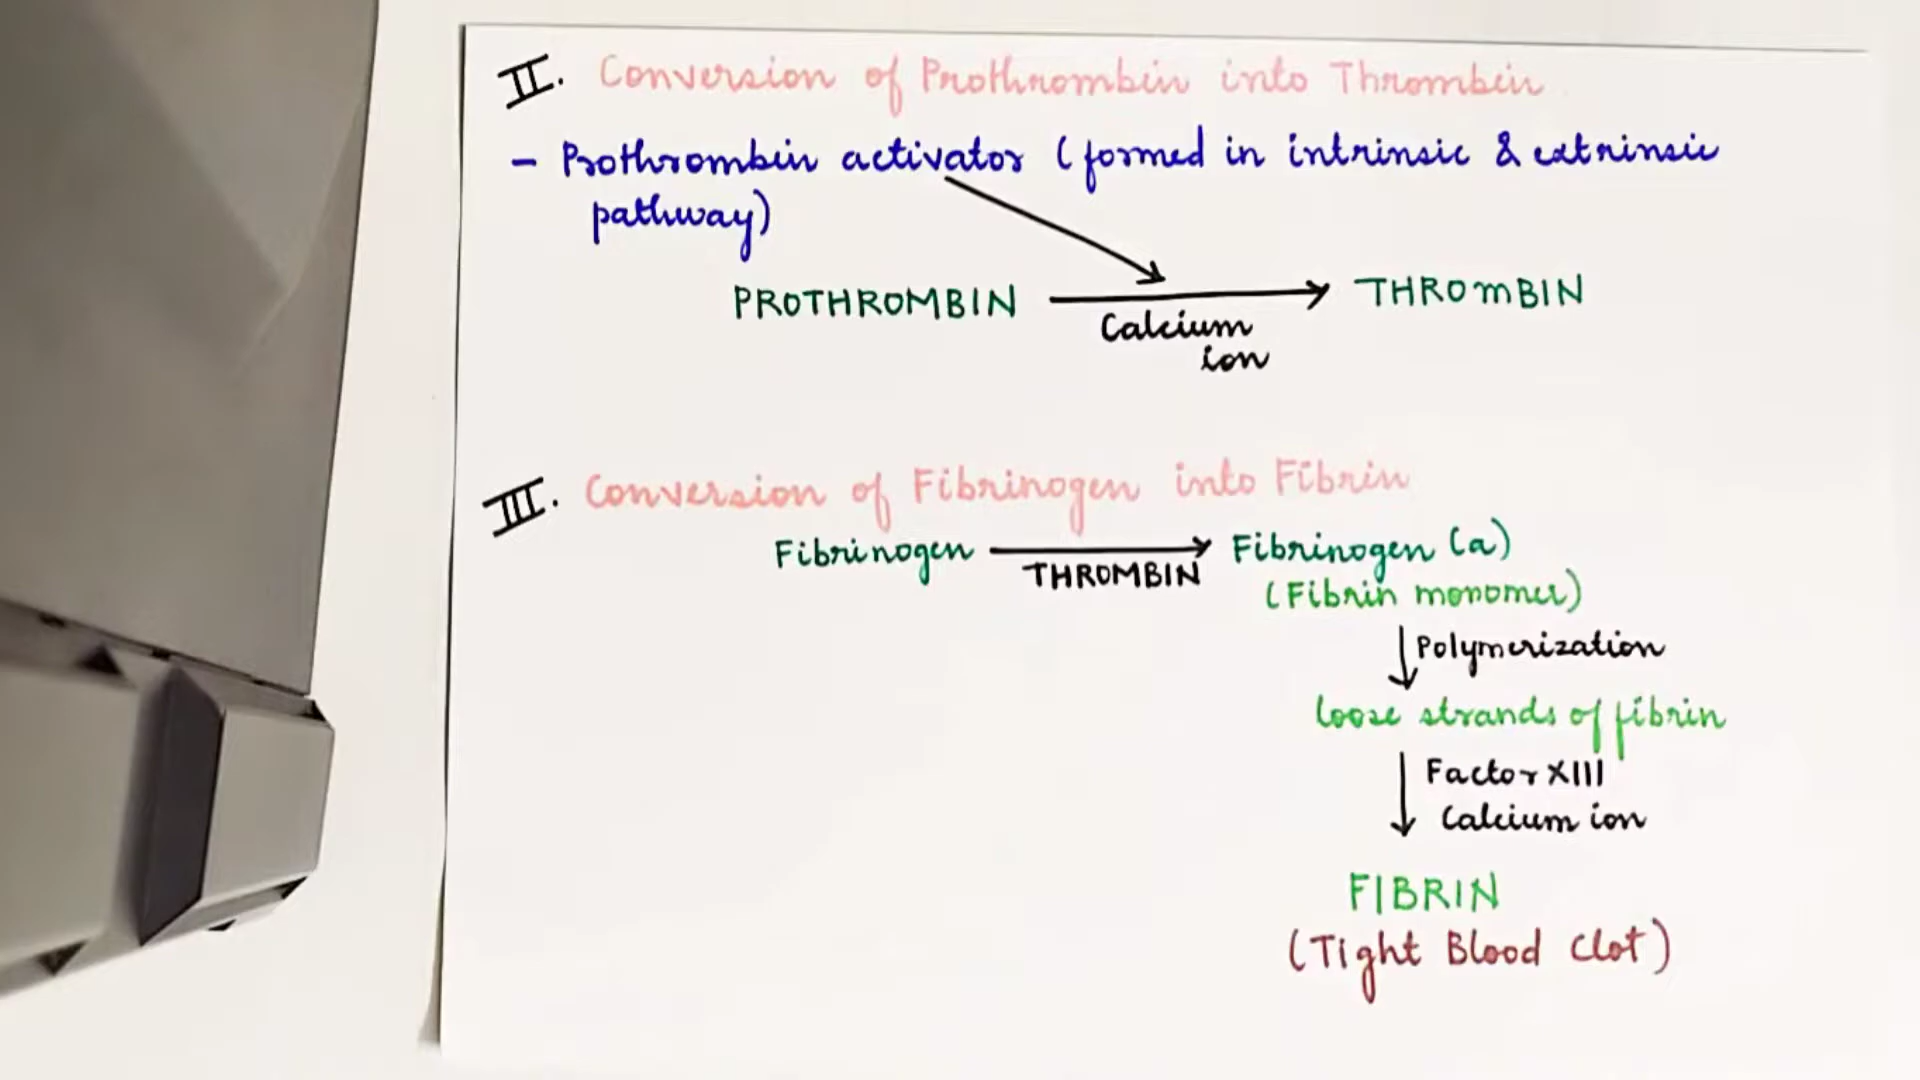 II. Conversion of Prothrombin into Thrombin
- Prothrombin activator (formed in intrinsic & extrinsic
pathway)
PROTHROMBIN THROMBIN
Calcium
ion
III. Conversion of Fibrinogen into Fibrin
Fibrinogen Fibrinogen (a)
THROMBIN
(Fibrin monomer)
Polymerization
loose strands of fibrin
Factor XIII
Calcium ion
FIBRIN
(Tight Blood Clot)